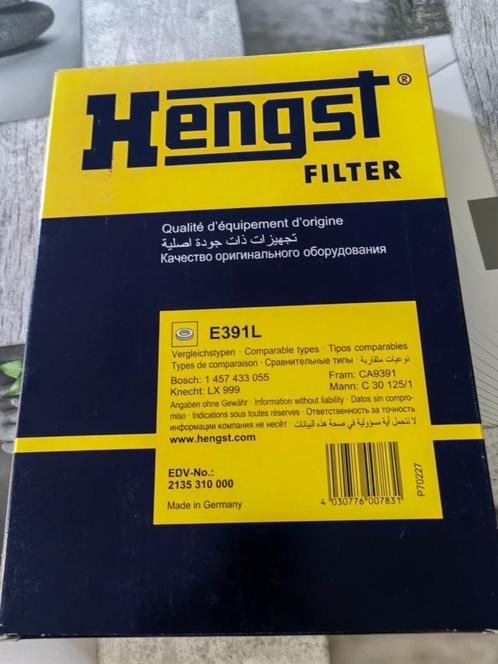 Hengst®
FILTER
Qualité d'équipement d'origine
تجهيزات ذات جودة اصلية
Качество оригинального оборудования
E391L
Vergleichstypen · Comparable types · Tipos comparables
Types de comparaison · Сравнительные типы · نوعيات متقاربة
Bosch: 1 457 433 055 Fram: CA9391
Knecht: LX 999 Mann: C 30 125/1
Angaben ohne Gewähr · Information without liability · Datos sin compro-
miso · Indications sous toutes réserves · Ответственность за точность
информации компания не несёт · لا نتحمل أية مسؤولية في صحة هذه البيانات
www.hengst.com
EDV-No.:
2135 310 000
Made in Germany
4 030776 007831
P70227